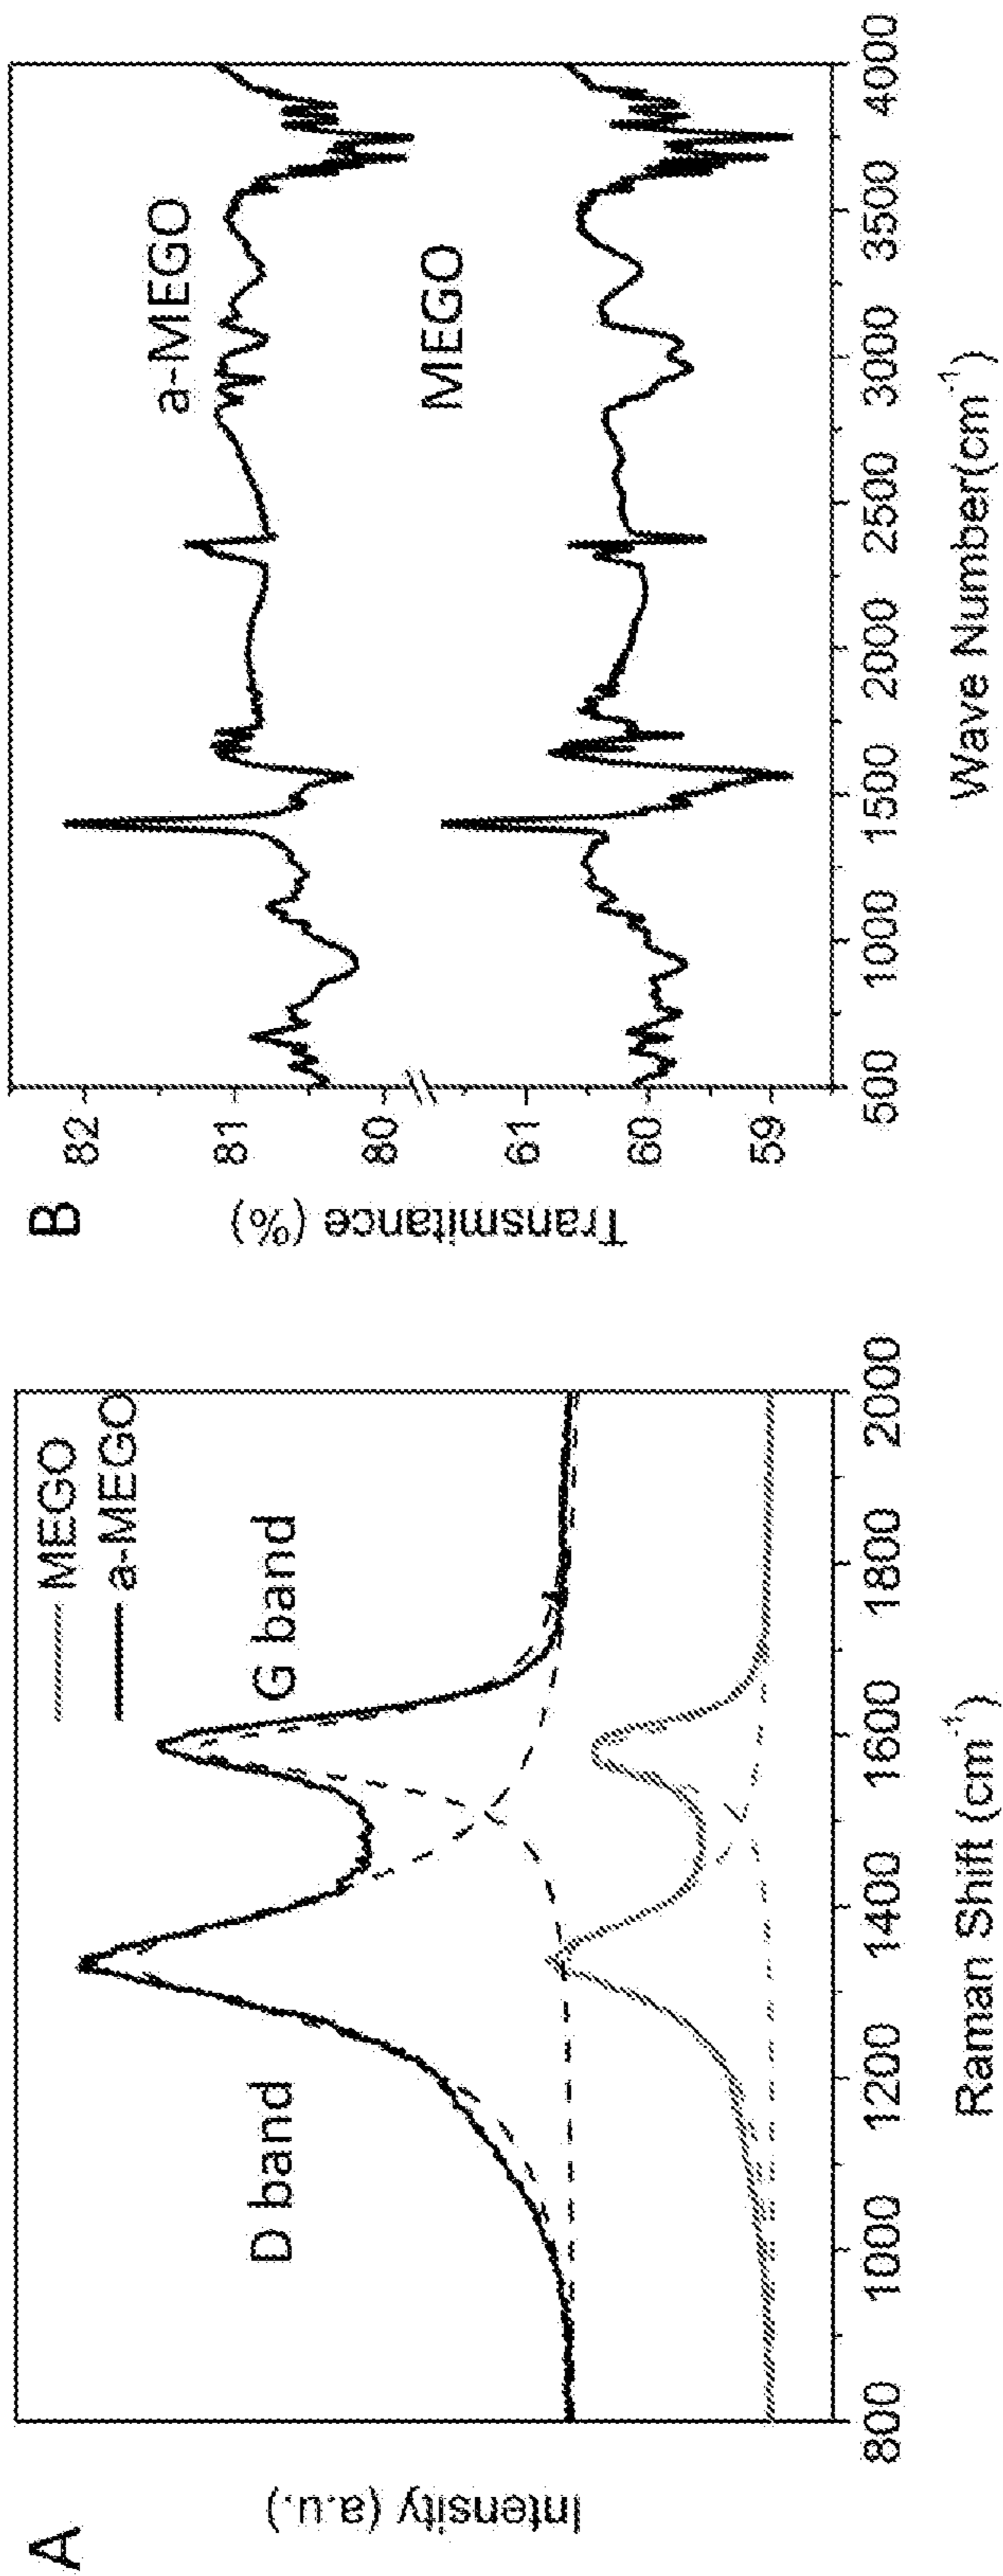 A
Intensity (a.u.)
MEGO
a-MEGO
D band
G band
800 1000 1200 1400 1600 1800 2000
Raman Shift (cm-1)
B
Transmitance (%)
82
81
80
61
60
59
a-MEGO
MEGO
500 1000 1500 2000 2500 3000 3500 4000
Wave Number(cm-1)